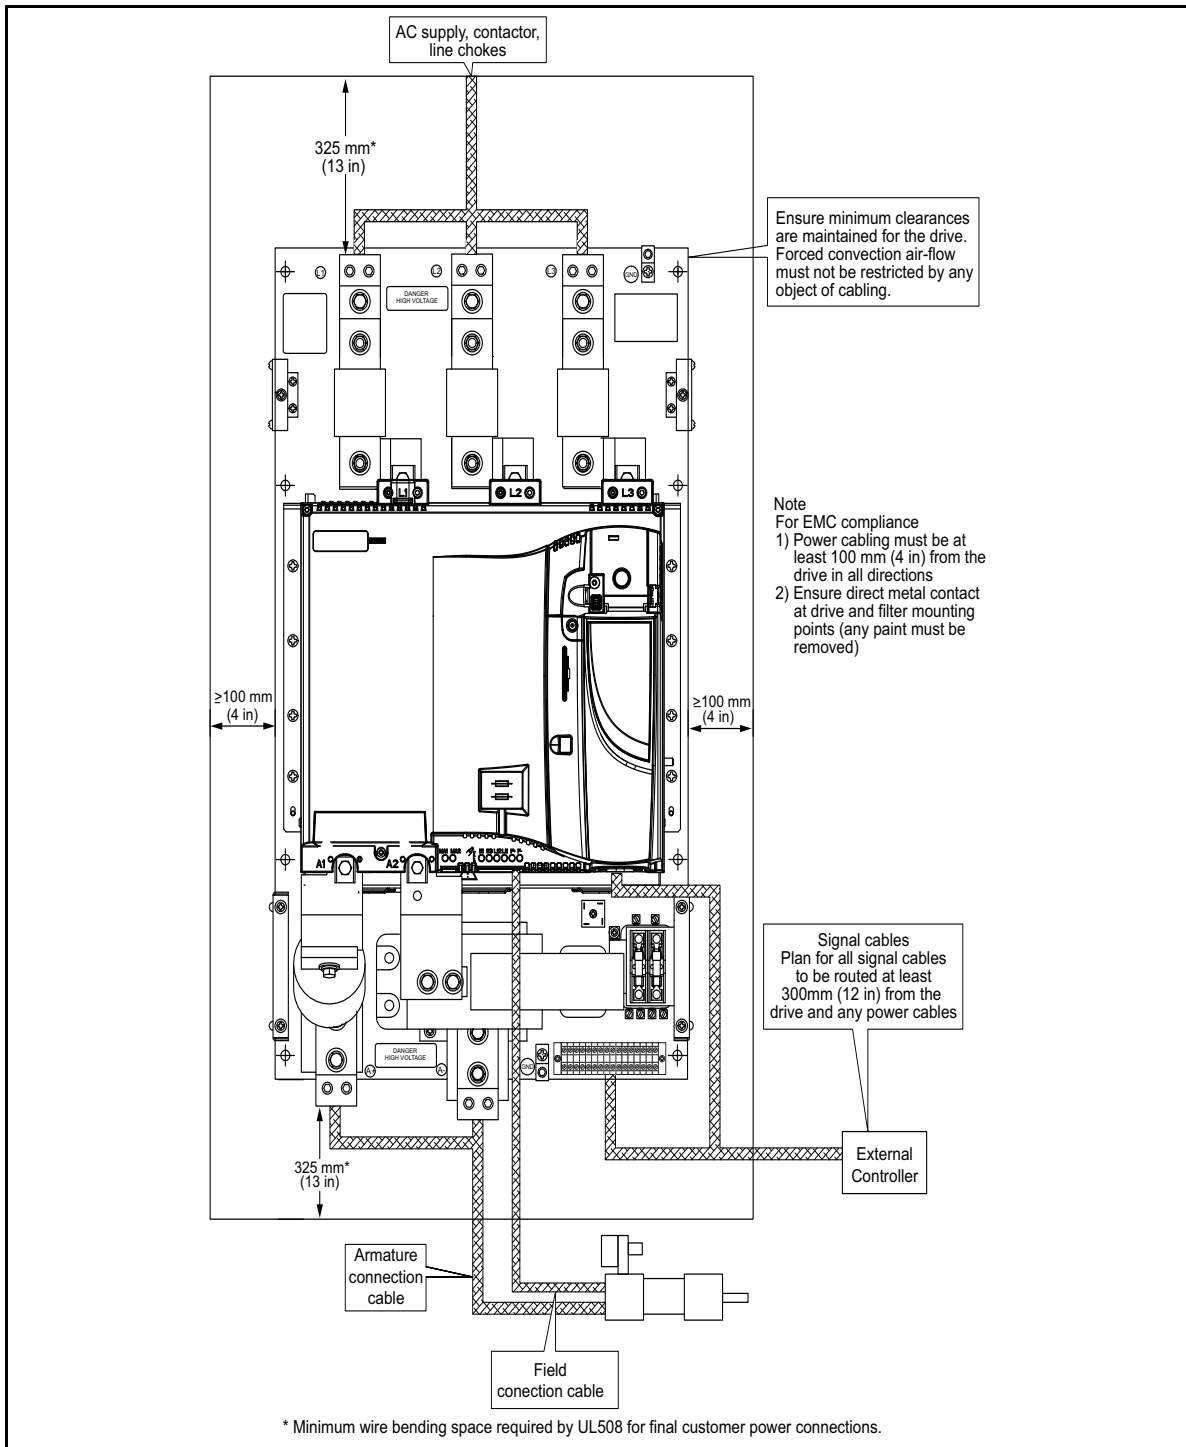 AC supply, contactor,
line chokes
325 mm*
(13 in)
Ensure minimum clearances
are maintained for the drive.
Forced convection air-flow
must not be restricted by any
object of cabling.
L1
L2
L3
GND
DANGER
HIGH VOLTAGE
L1
L2
L3
Note
For EMC compliance
1) Power cabling must be at
least 100 mm (4 in) from the
drive in all directions
2) Ensure direct metal contact
at drive and filter mounting
points (any paint must be
removed)
≥100 mm
(4 in)
≥100 mm
(4 in)
A1
A2
MA1 MA2
Signal cables
Plan for all signal cables
to be routed at least
300mm (12 in) from the
drive and any power cables
DANGER
HIGH VOLTAGE
A+
A-
GND
External
Controller
325 mm*
(13 in)
Armature
connection
cable
Field
conection cable
* Minimum wire bending space required by UL508 for final customer power connections.